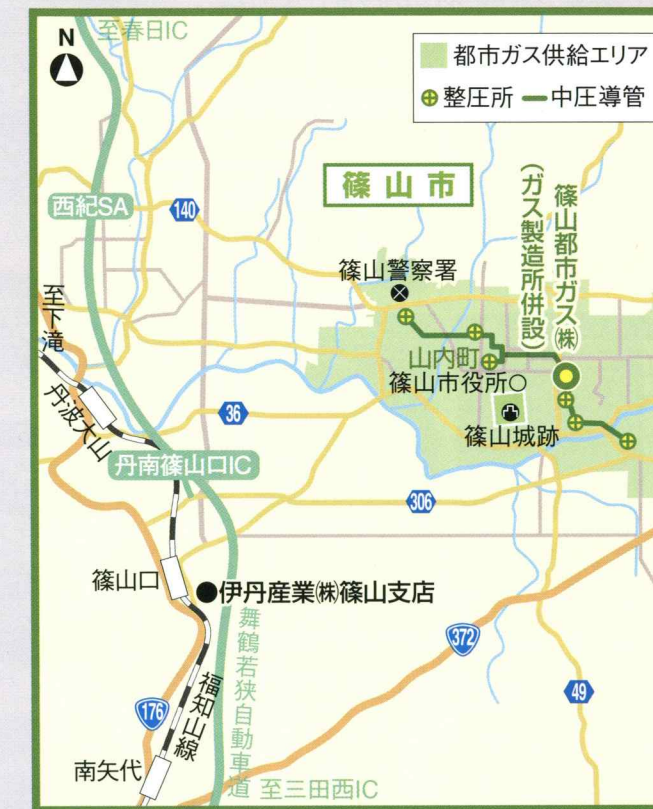 N
至春日IC
都市ガス供給エリア
整圧所 中圧導管
篠山市
西紀SA
140
篠山都市ガス㈱
(ガス製造所併設)
篠山警察署
至下滝
山内町
篠山市役所
丹波大山
36
篠山城跡
丹南篠山口IC
306
篠山口
伊丹産業㈱篠山支店
舞鶴若狭自動車道
372
福知山線
176
49
南矢代
至三田西IC